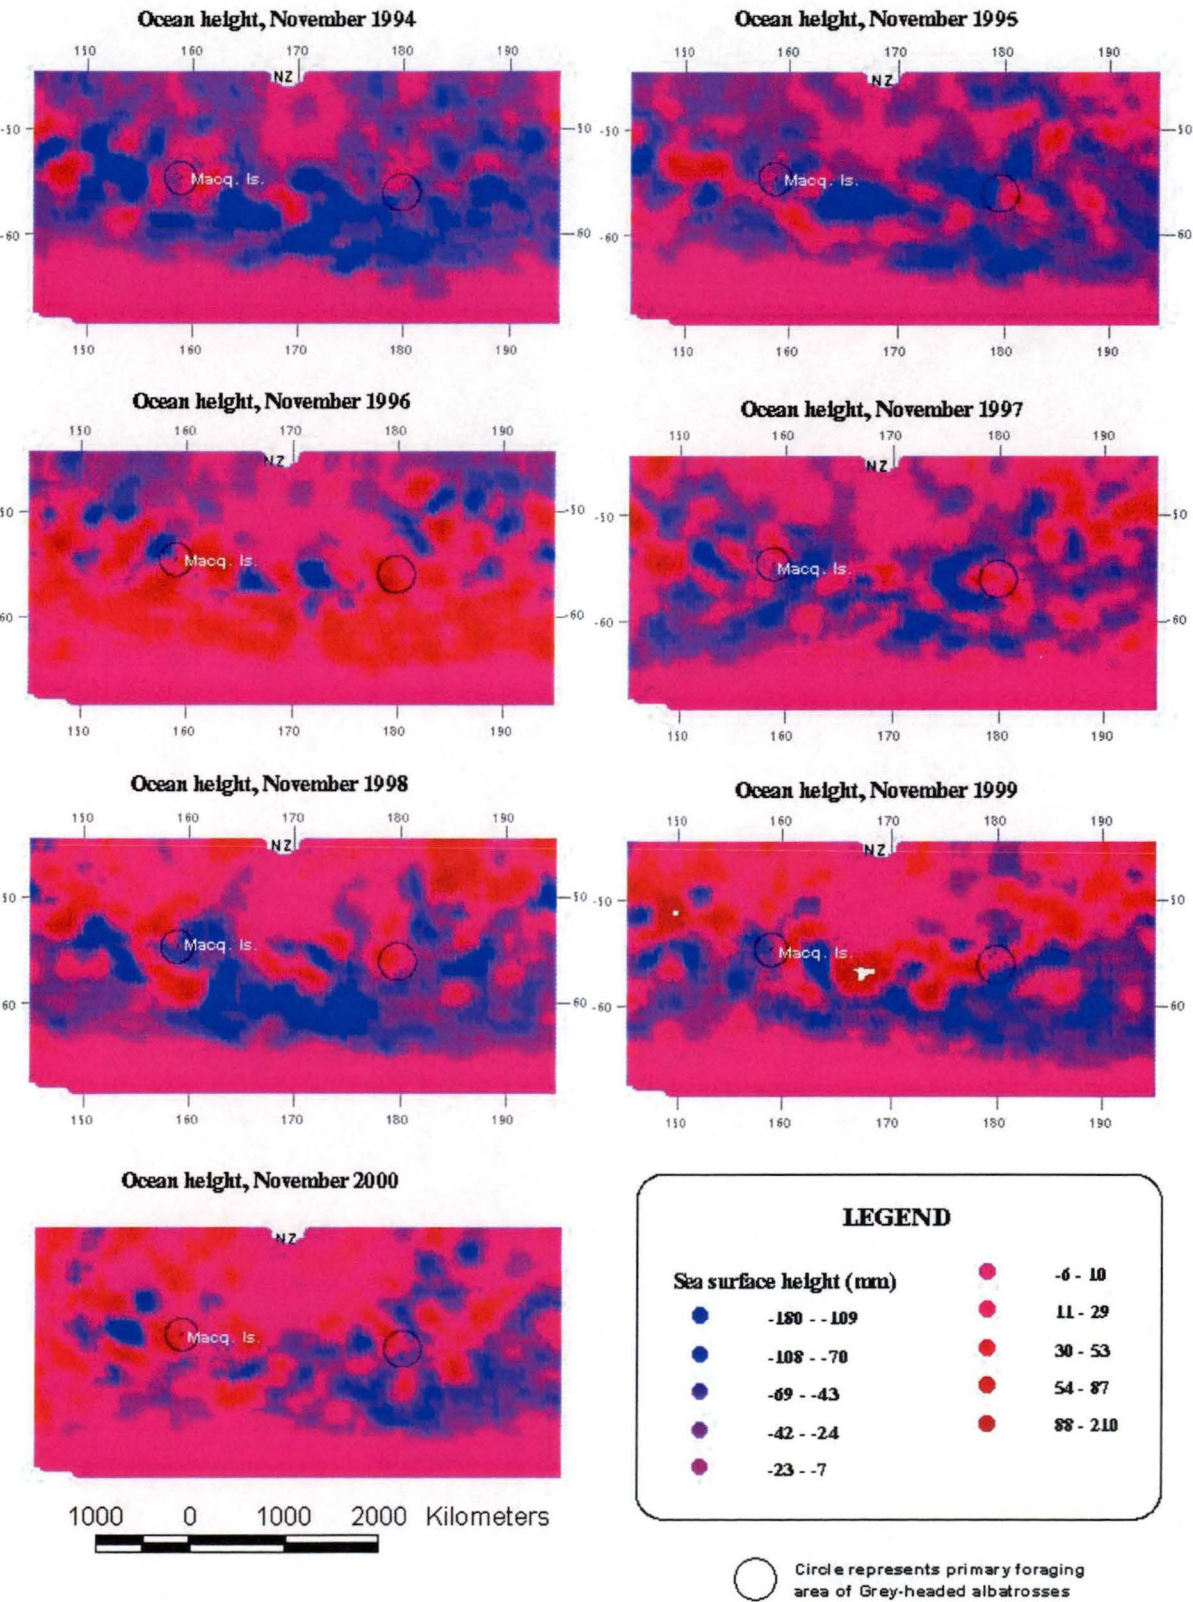 Ocean height, November 1994
Ocean height, November 1995
150 160 170 180 190
150 160 170 180 190
NZ
NZ
-50
-50
-50
-50
Macq. Is.
Macq. Is.
-60
-60
-60
-60
150 160 170 180 190
150 160 170 180 190
Ocean height, November 1996
Ocean height, November 1997
150 160 170 180 190
150 160 170 180 190
NZ
NZ
50
-50
-50
-50
Macq. Is.
Macq. Is.
60
-60
-60
-60
150 160 170 180 190
150 160 170 180 190
Ocean height, November 1998
Ocean height, November 1999
150 160 170 180 190
150 160 170 180 190
NZ
NZ
50
-50
-50
-50
Macq. Is.
Macq. Is.
60
-60
-60
-60
150 160 170 180 190
150 160 170 180 190
Ocean height, November 2000
NZ
Macq. Is.
1000 0 1000 2000 Kilometers
LEGEND
Sea surface height (mm)
-180 - -109
-108 - -70
-69 - -43
-42 - -24
-23 - -7
-6 - 10
11 - 29
30 - 53
54 - 87
88 - 210
Circle represents primary foraging
area of Grey-headed albatrosses